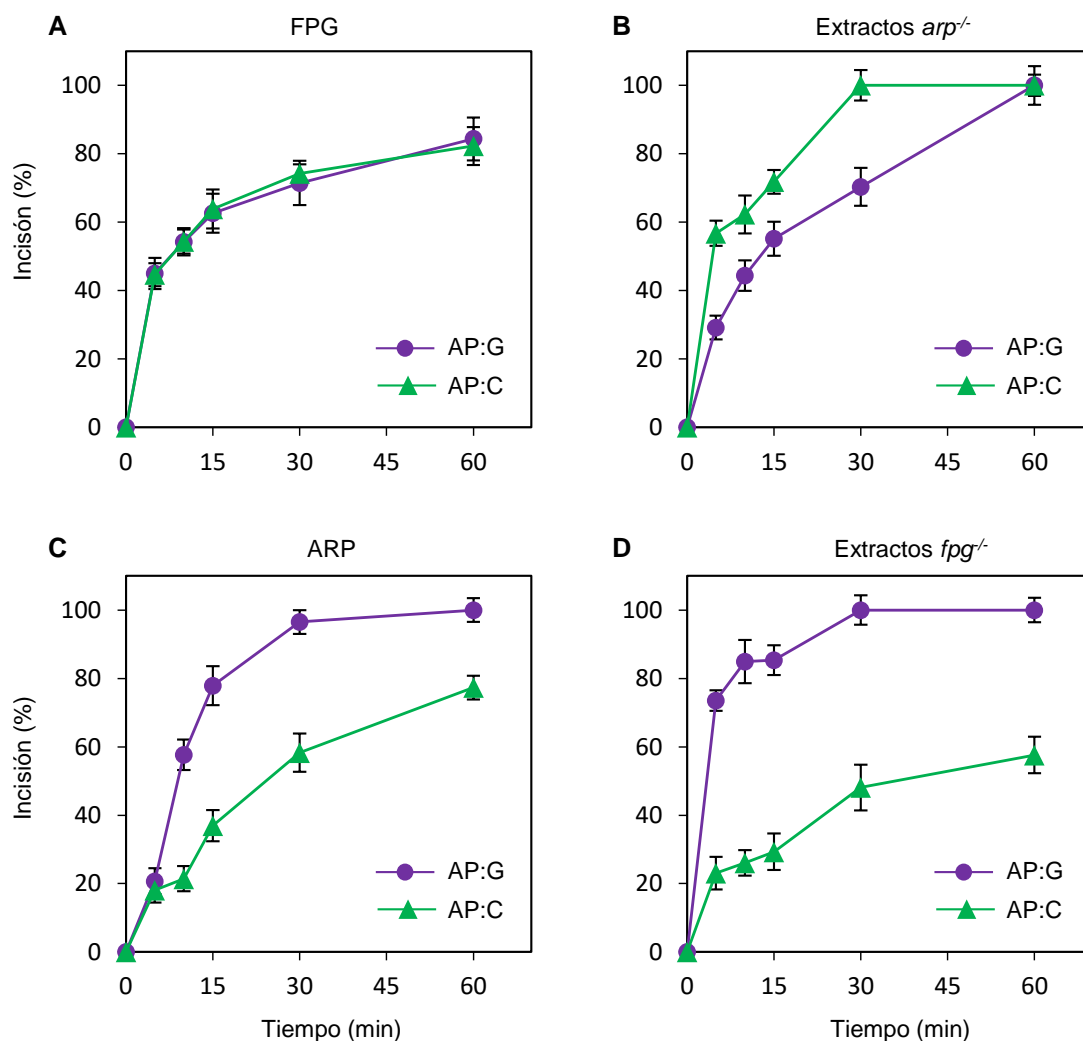 A FPG
Incisón (%)
100
80
60
40
20
0
AP:G
AP:C
0 15 30 45 60
B Extractos arp-/-
100
80
60
40
20
0
AP:G
AP:C
0 15 30 45 60
C ARP
Incisión (%)
100
80
60
40
20
0
AP:G
AP:C
0 15 30 45 60
Tiempo (min)
D Extractos fpg-/-
100
80
60
40
20
0
AP:G
AP:C
0 15 30 45 60
Tiempo (min)